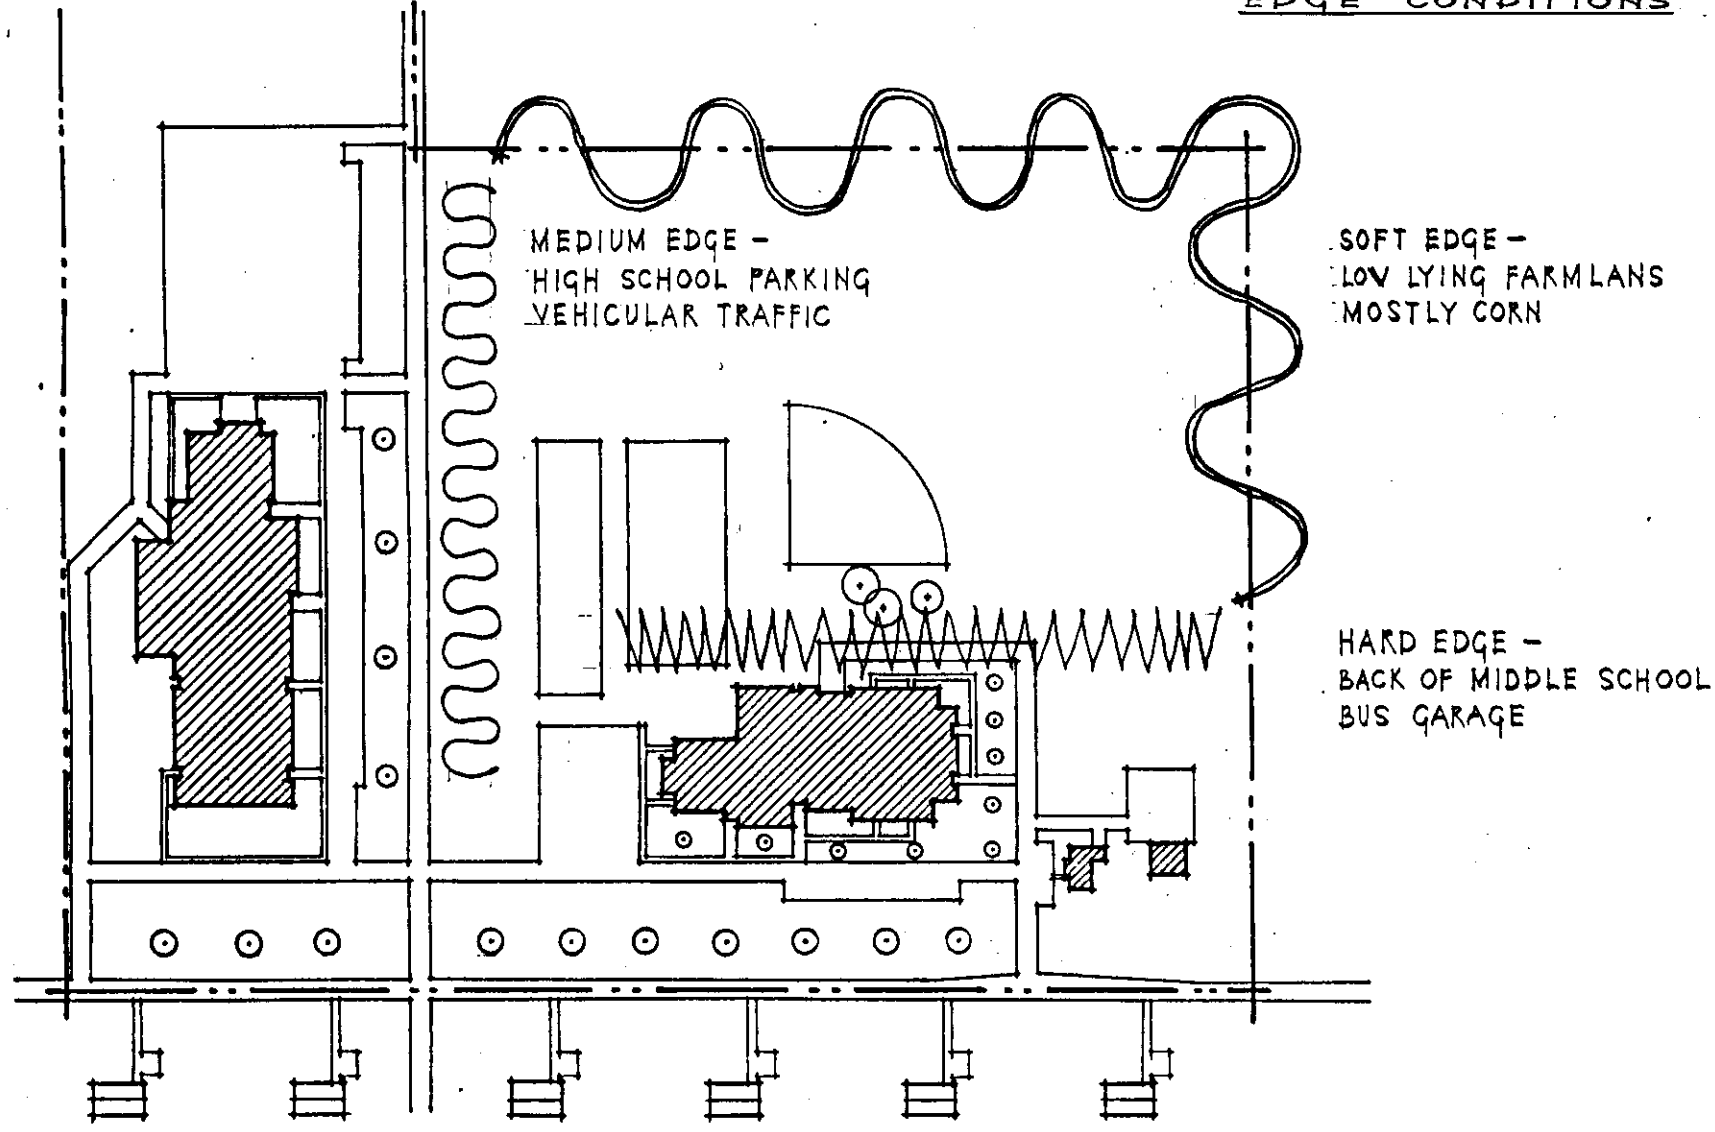 EDGE CONDITIONS
MEDIUM EDGE –
HIGH SCHOOL PARKING
VEHICULAR TRAFFIC
SOFT EDGE –
LOW LYING FARMLANS
MOSTLY CORN
HARD EDGE –
BACK OF MIDDLE SCHOOL
BUS GARAGE